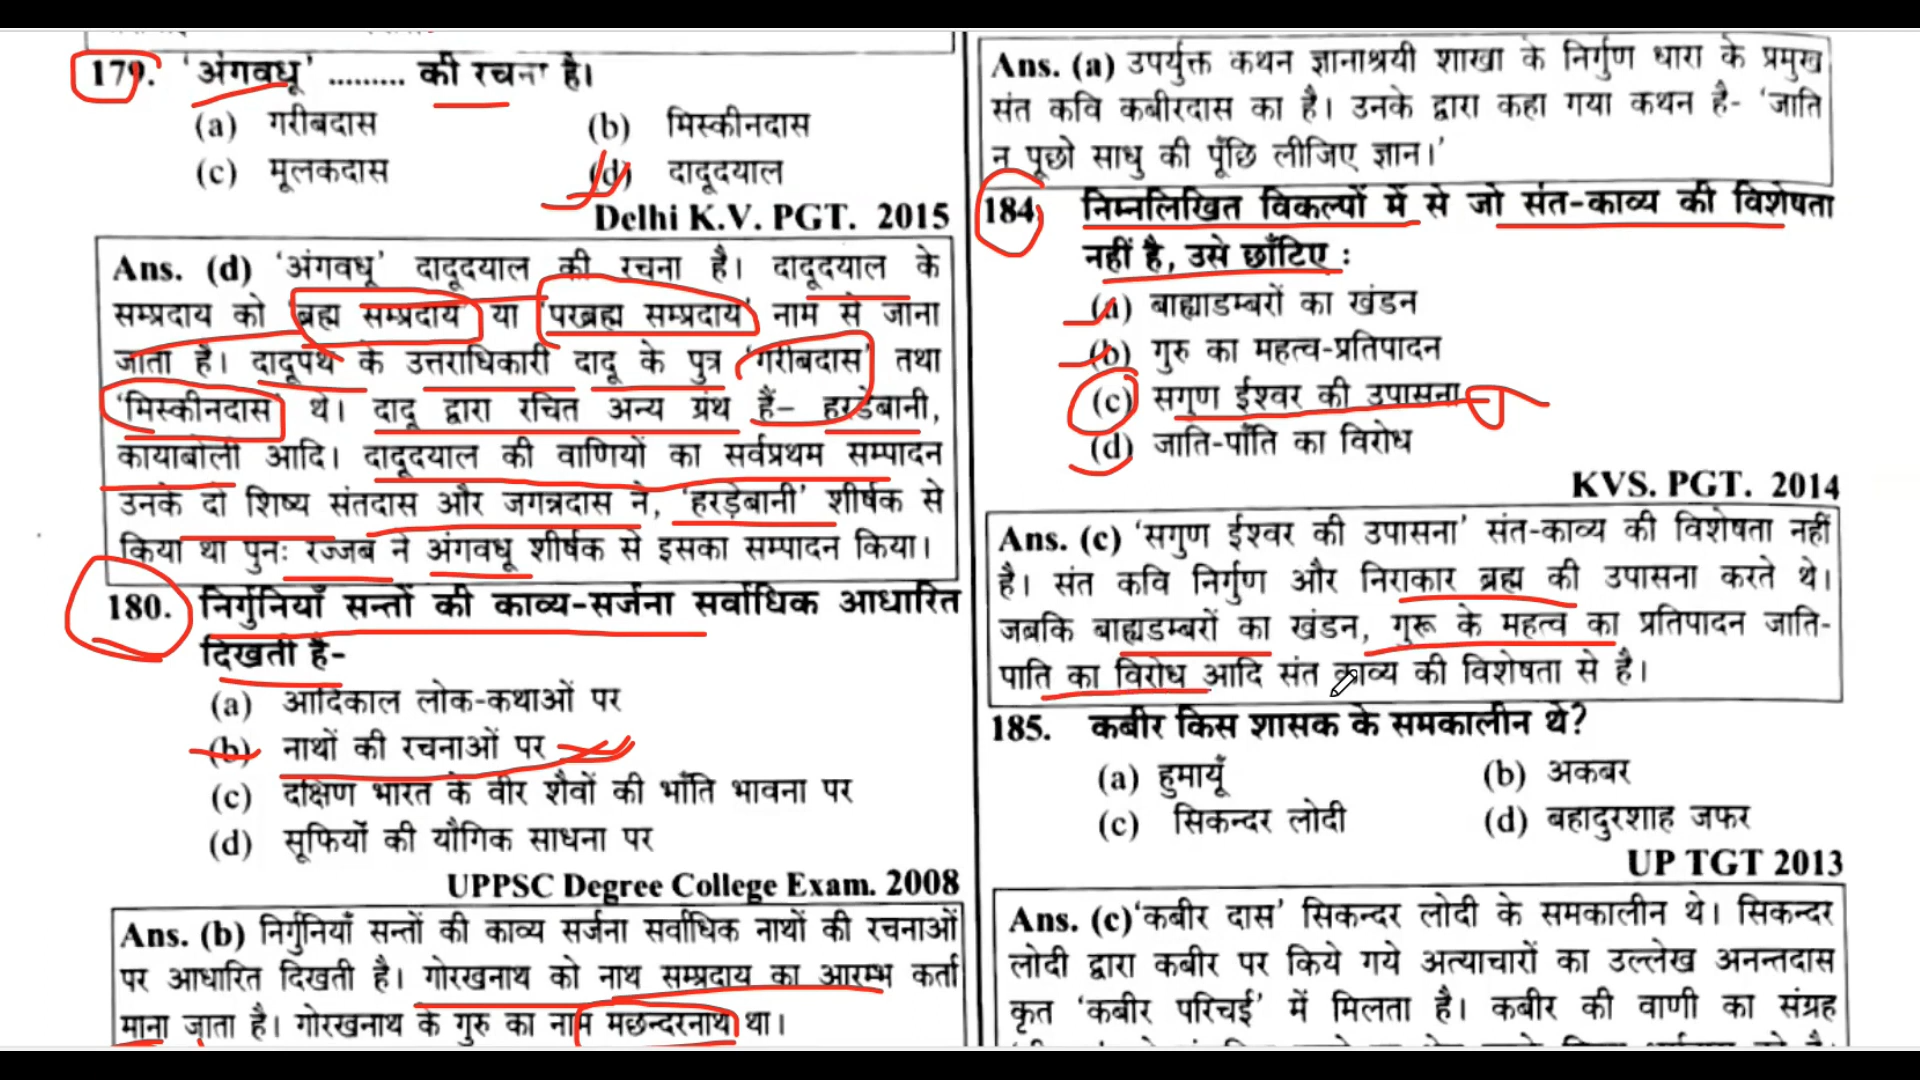 179. 'अंगवधू' ......... की रचना है।
(a) गरीबदास (b) मिस्कीनदास
(c) मूलकदास (d) दादूदयाल
Delhi K.V. PGT. 2015
Ans. (d) 'अंगवधू' दादूदयाल की रचना है। दादूदयाल के
सम्प्रदाय को 'ब्रह्म सम्प्रदाय' या 'परब्रह्म सम्प्रदाय' नाम से जाना
जाता है। दादूपंथ के उत्तराधिकारी दादू के पुत्र 'गरीबदास' तथा
'मिस्कीनदास' थे। दादू द्वारा रचित अन्य ग्रंथ हैं– हरडेबानी,
कायाबोली आदि। दादूदयाल की वाणियों का सर्वप्रथम सम्पादन
उनके दो शिष्य संतदास और जगन्नदास ने, 'हरड़ेबानी' शीर्षक से
किया था पुनः रज्जब ने अंगवधू शीर्षक से इसका सम्पादन किया।
180. निर्गुनियाँ सन्तों की काव्य-सर्जना सर्वाधिक आधारित
दिखती है-
(a) आदिकाल लोक-कथाओं पर
(b) नाथों की रचनाओं पर
(c) दक्षिण भारत के वीर शैवों की भाँति भावना पर
(d) सूफियों की यौगिक साधना पर
UPPSC Degree College Exam. 2008
Ans. (b) निर्गुनियाँ सन्तों की काव्य सर्जना सर्वाधिक नाथों की रचनाओं
पर आधारित दिखती है। गोरखनाथ को नाथ सम्प्रदाय का आरम्भ कर्ता
माना जाता है। गोरखनाथ के गुरु का नाम मछन्दरनाथ था।
Ans. (a) उपर्युक्त कथन ज्ञानाश्रयी शाखा के निर्गुण धारा के प्रमुख
संत कवि कबीरदास का है। उनके द्वारा कहा गया कथन है- 'जाति
न पूछो साधु की पूँछि लीजिए ज्ञान।'
184. निम्नलिखित विकल्पों में से जो संत-काव्य की विशेषता
नहीं है, उसे छाँटिए :
(a) बाह्याडम्बरों का खंडन
(b) गुरु का महत्व-प्रतिपादन
(c) सगुण ईश्वर की उपासना
(d) जाति-पाँति का विरोध
KVS. PGT. 2014
Ans. (c) 'सगुण ईश्वर की उपासना' संत-काव्य की विशेषता नहीं
है। संत कवि निर्गुण और निराकार ब्रह्म की उपासना करते थे।
जबकि बाह्यडम्बरों का खंडन, गुरू के महत्व का प्रतिपादन जाति-
पाति का विरोध आदि संत काव्य की विशेषता से है।
185. कबीर किस शासक के समकालीन थे?
(a) हुमायूँ (b) अकबर
(c) सिकन्दर लोदी (d) बहादुरशाह जफर
UP TGT 2013
Ans. (c) 'कबीर दास' सिकन्दर लोदी के समकालीन थे। सिकन्दर
लोदी द्वारा कबीर पर किये गये अत्याचारों का उल्लेख अनन्तदास
कृत 'कबीर परिचई' में मिलता है। कबीर की वाणी का संग्रह